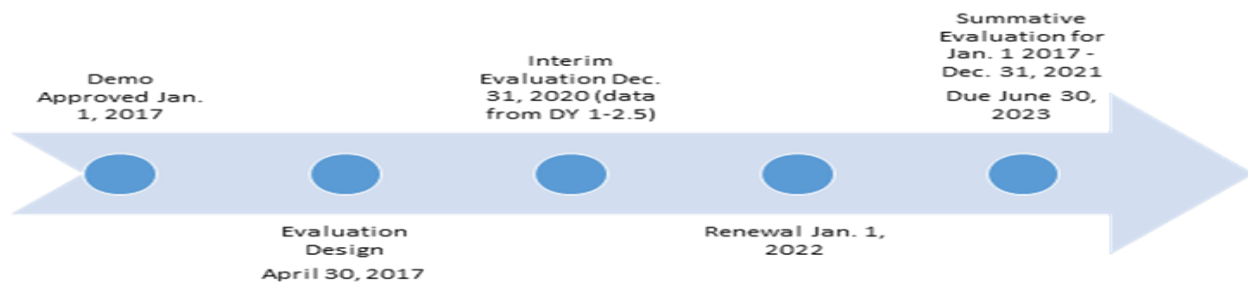 Demo
Approved Jan.
1, 2017
Evaluation
Design
April 30, 2017
Interim
Evaluation Dec.
31, 2020 (data
from DY 1-2.5)
Renewal Jan. 1,
2022
Summative
Evaluation for
Jan. 1 2017 -
Dec. 31, 2021
Due June 30,
2023